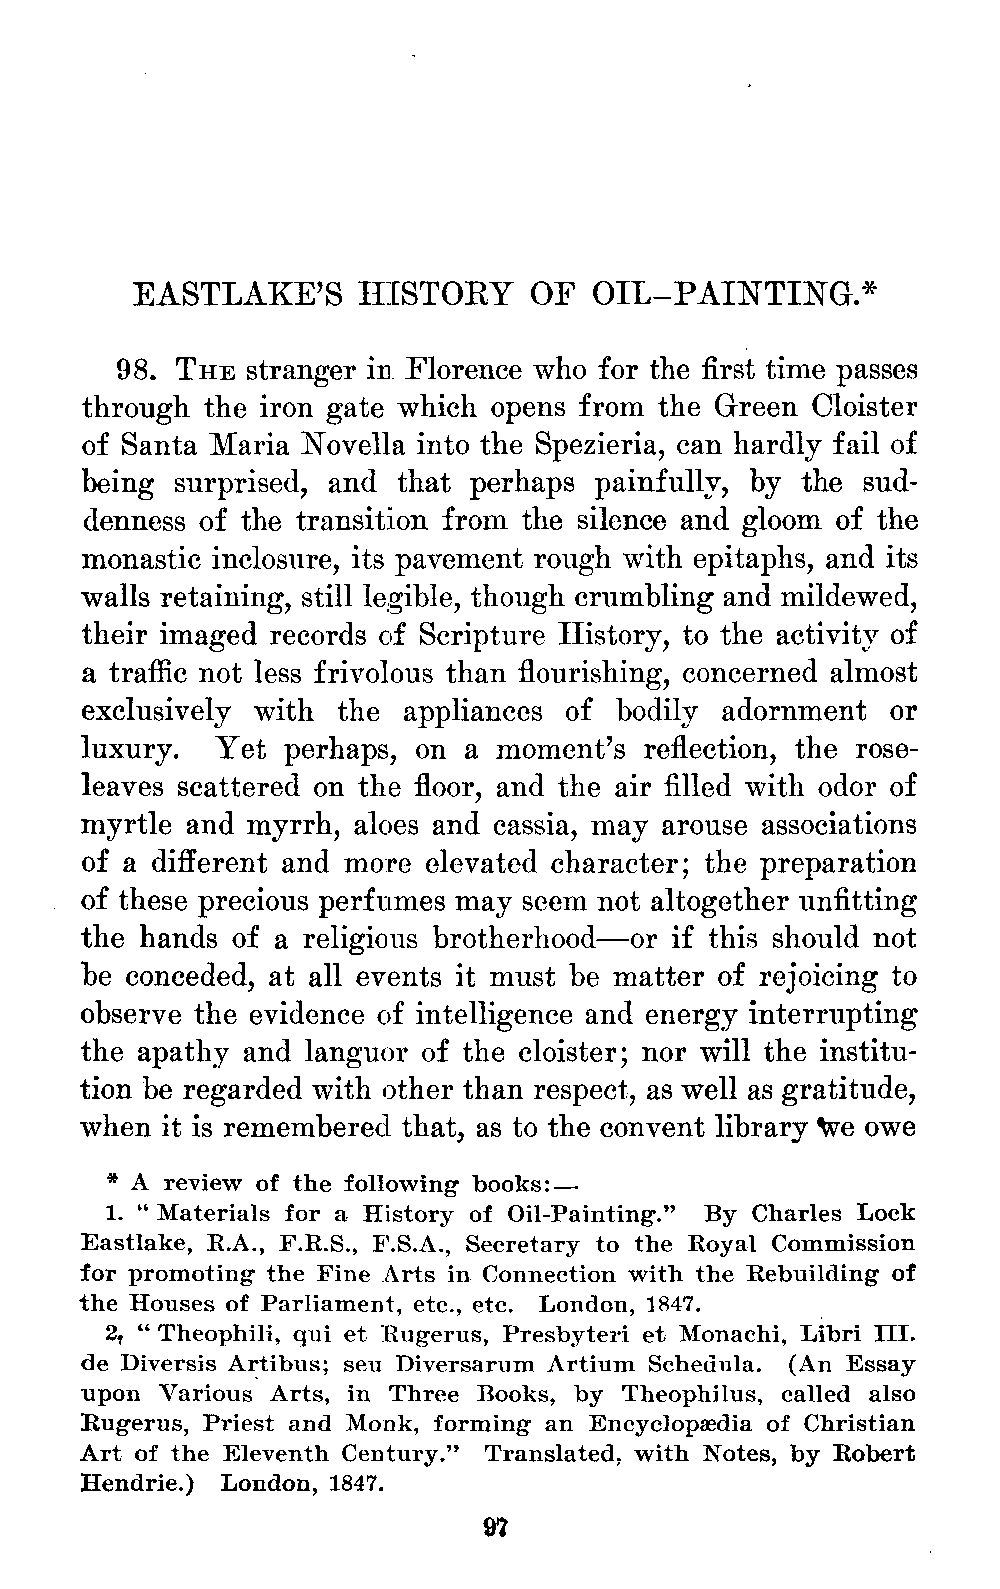 EASTLAKE'S HISTORY OF OIL-PAINTING.*
98. THE stranger in Florence who for the first time passes
through the iron gate which opens from the Green Cloister
of Santa Maria Novella into the Spezieria, can hardly fail of
being surprised, and that perhaps painfully, by the sud-
denness of the transition from the silence and gloom of the
monastic inclosure, its pavement rough with epitaphs, and its
walls retaining, still legible, though crumbling and mildewed,
their imaged records of Scripture History, to the activity of
a traffic not less frivolous than flourishing, concerned almost
exclusively with the appliances of bodily adornment or
luxury. Yet perhaps, on a moment's reflection, the rose-
leaves scattered on the floor, and the air filled with odor of
myrtle and myrrh, aloes and cassia, may arouse associations
of a different and more elevated character; the preparation
of these precious perfumes may seem not altogether unfitting
the hands of a religious brotherhood—or if this should not
be conceded, at all events it must be matter of rejoicing to
observe the evidence of intelligence and energy interrupting
the apathy and languor of the cloister; nor will the institu-
tion be regarded with other than respect, as well as gratitude,
when it is remembered that, as to the convent library we owe
* A review of the following books:—
1. "Materials for a History of Oil-Painting." By Charles Lock
Eastlake, R.A., F.R.S., F.S.A., Secretary to the Royal Commission
for promoting the Fine Arts in Connection with the Rebuilding of
the Houses of Parliament, etc., etc. London, 1847.
2. "Theophili, qui et Rugerus, Presbyteri et Monachi, Libri III.
de Diversis Artibus; seu Diversarum Artium Schedula. (An Essay
upon Various Arts, in Three Books, by Theophilus, called also
Rugerus, Priest and Monk, forming an Encyclopædia of Christian
Art of the Eleventh Century." Translated, with Notes, by Robert
Hendrie.) London, 1847.
97